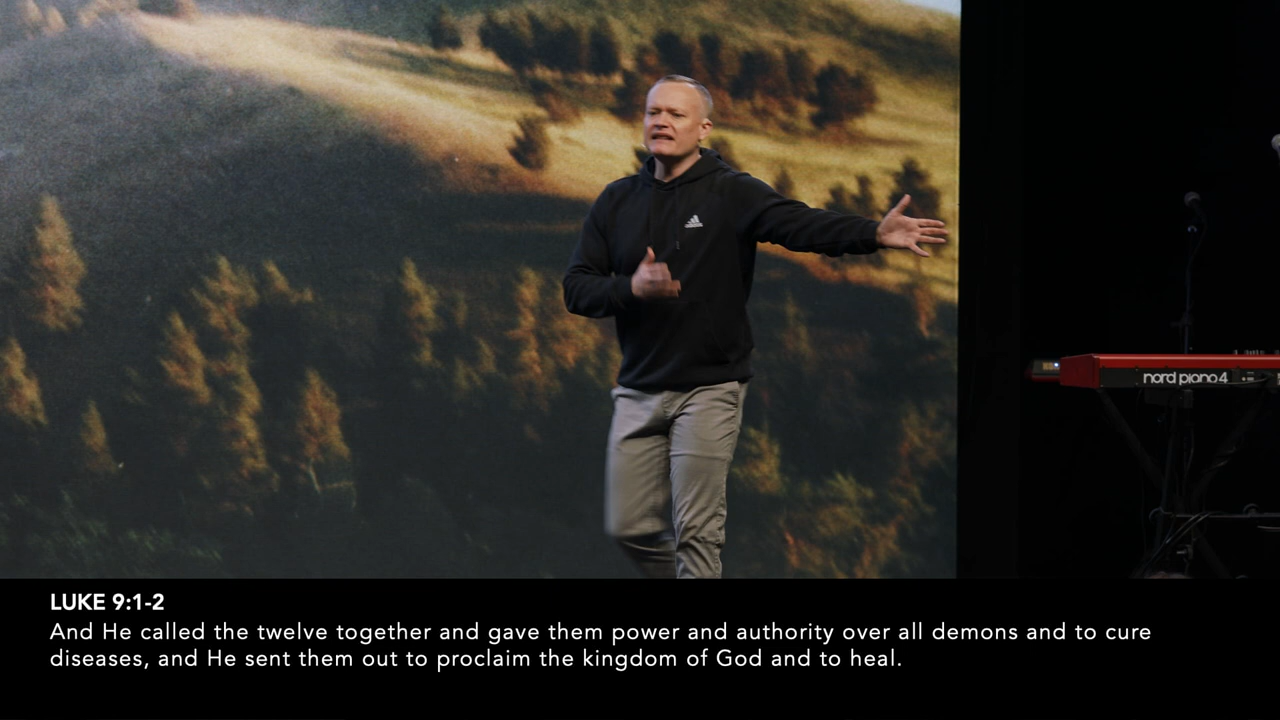 nord piano 4
LUKE 9:1-2
And He called the twelve together and gave them power and authority over all demons and to cure
diseases, and He sent them out to proclaim the kingdom of God and to heal.